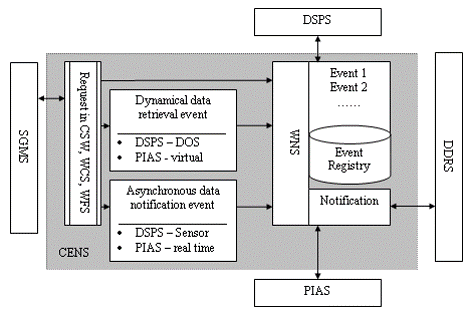 DSPS
SGMS
Request in CSW, WCS, WFS
Dynamical data
retrieval event
• DSPS – DOS
• PIAS - virtual
Asynchronous data
notification event
• DSPS – Sensor
• PIAS – real time
CENS
WNS
Event 1
Event 2
......
Event
Registry
Notification
DDRS
PIAS